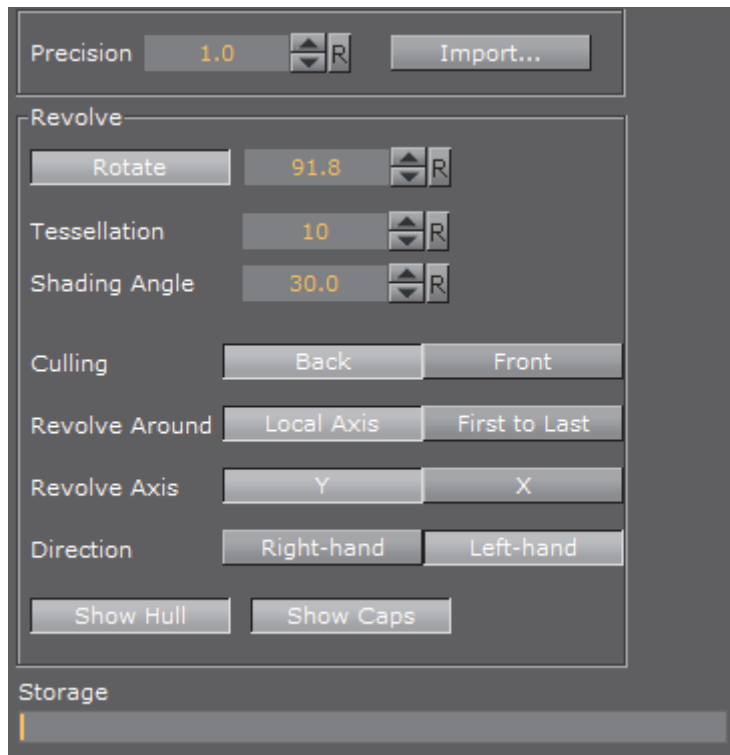 Precision 1.0 R Import...
Revolve
Rotate 91.8 R
Tessellation 10 R
Shading Angle 30.0 R
Culling Back Front
Revolve Around Local Axis First to Last
Revolve Axis Y X
Direction Right-hand Left-hand
Show Hull Show Caps
Storage